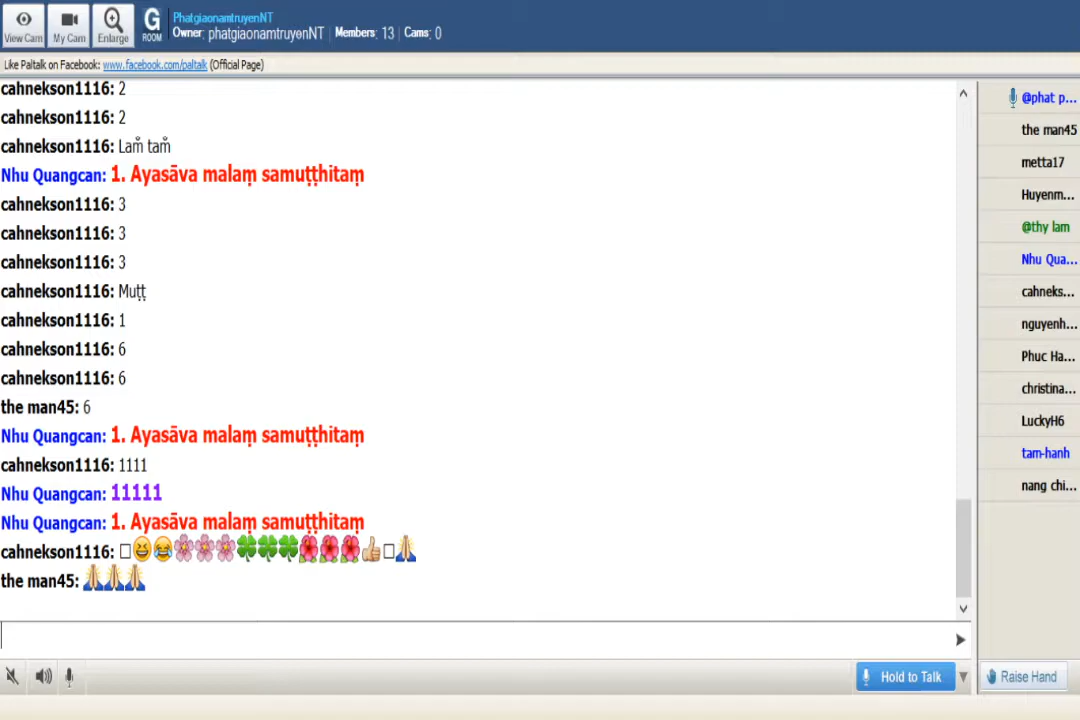 View Cam
My Cam
Enlarge
G
ROOM
PhatgiaonamtruyenNT
Owner: phatgiaonamtruyenNT | Members: 13 | Cams: 0
Like Paltalk on Facebook: www.facebook.com/paltalk (Official Page)
cahnekson1116: 2
cahnekson1116: 2
cahnekson1116: Lam̐ tam̐
Nhu Quangcan: 1. Ayasāva malaṃ samuṭṭhitaṃ
cahnekson1116: 3
cahnekson1116: 3
cahnekson1116: 3
cahnekson1116: Muṭṭ
cahnekson1116: 1
cahnekson1116: 6
cahnekson1116: 6
the man45: 6
Nhu Quangcan: 1. Ayasāva malaṃ samuṭṭhitaṃ
cahnekson1116: 1111
Nhu Quangcan: 11111
Nhu Quangcan: 1. Ayasāva malaṃ samuṭṭhitaṃ
cahnekson1116: 😆😂🌸🌸🌸🍀🍀🍀🌺🌺🌺👍🙏
the man45: 🙏🙏🙏
@phat p...
the man45
metta17
Huyenm...
@thy lam
Nhu Qua...
cahneks...
nguyenh...
Phuc Ha...
christina...
LuckyH6
tam-hanh
nang chi...
Hold to Talk
Raise Hand